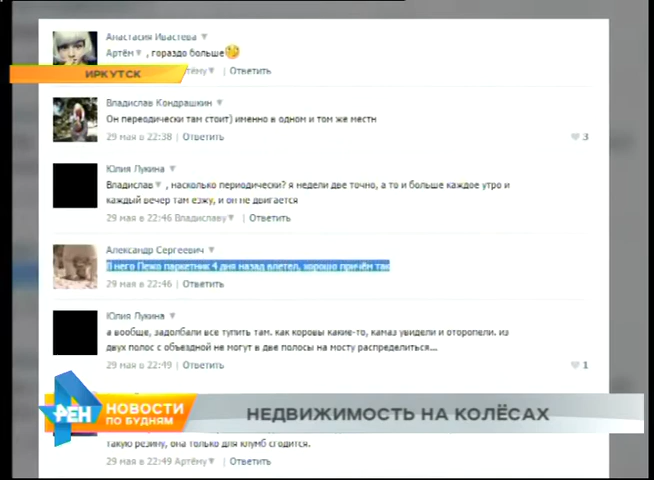 Анастасия Ивастева
Артём , гораздо больше
ИРКУТСК
тёну | Ответить
Владислав Кондрашкин
Он переодически там стоит) именно в одном и том же местн
29 мая в 22:38 | Ответить
3
Юлия Лукина
Владислав , насколько периодически? я недели две точно, а то и больше каждое утро и
каждый вечер там езжу, и он не двигается
29 мая в 22:46 Владиславу | Ответить
Александр Сергеевич
В него Пежо паркетник 4 дня назад влетел, хорошо причём так
29 мая в 22:46 | Ответить
Юлия Лукина
а вообще, задолбали все тупить там. как коровы какие-то, камаз увидели и оторопели. из
двух полос с объездной не могут в две полосы на мосту распределиться...
29 мая в 22:49 | Ответить
1
РЕН
НОВОСТИ
ПО БУДНЯМ
НЕДВИЖИМОСТЬ НА КОЛЁСАХ
такую резину, она только для клумб сгодится.
29 мая в 22:49 Артёну | Ответить